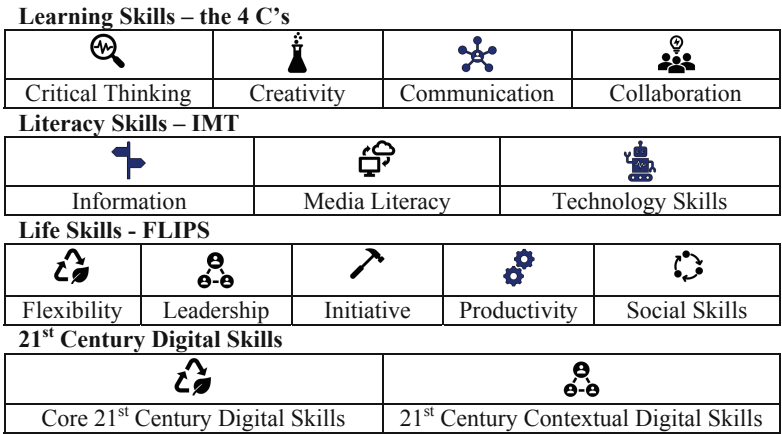 Learning Skills – the 4 C's
Critical Thinking Creativity Communication Collaboration
Literacy Skills – IMT
Information Media Literacy Technology Skills
Life Skills - FLIPS
Flexibility Leadership Initiative Productivity Social Skills
21st Century Digital Skills
Core 21st Century Digital Skills 21st Century Contextual Digital Skills